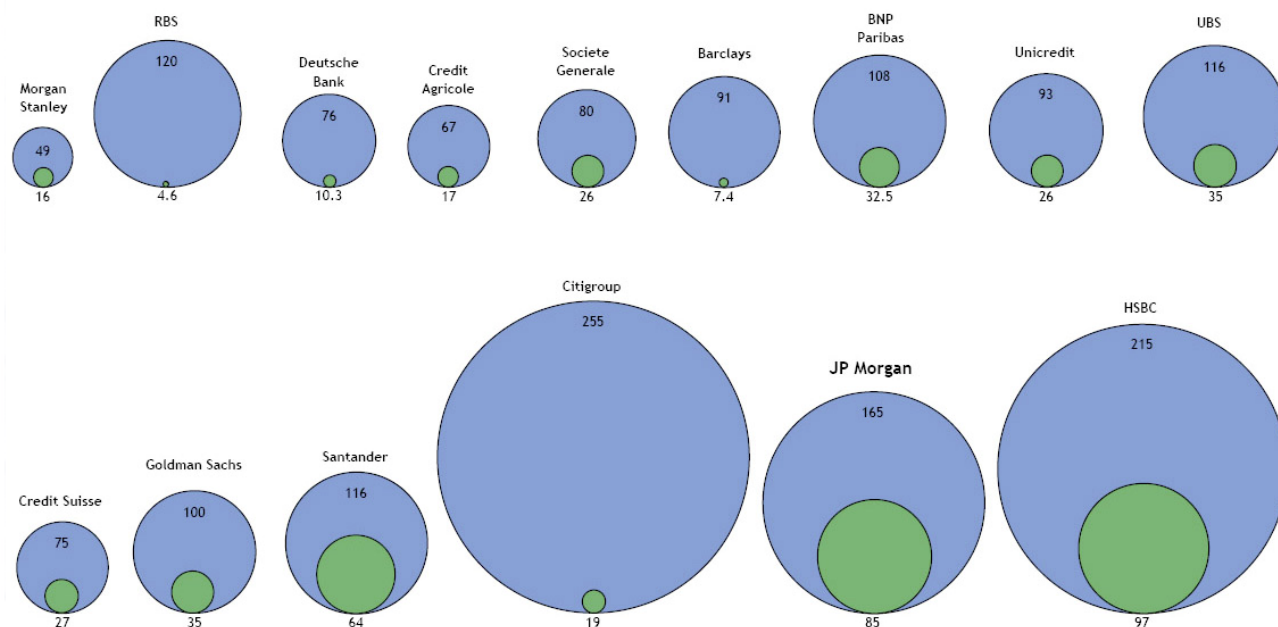 Morgan
Stanley
49
16
RBS
120
4.6
Deutsche
Bank
76
10.3
Credit
Agricole
67
17
Societe
Generale
80
26
Barclays
91
7.4
BNP
Paribas
108
32.5
Unicredit
93
26
UBS
116
35
Credit Suisse
75
27
Goldman Sachs
100
35
Santander
116
64
Citigroup
255
19
JP Morgan
165
85
HSBC
215
97